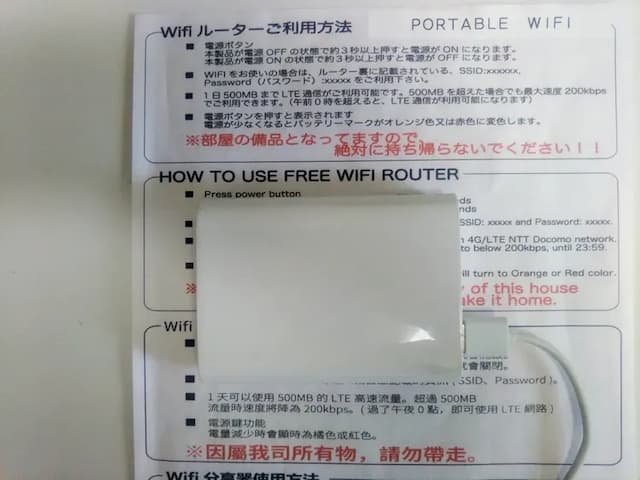 Wifi ルーターご利用方法
PORTABLE WIFI
■ 電源ボタン
本製品が電源 OFF の状態で約3秒以上押すと電源が ON になります。
本製品が電源 ON の状態で約3秒以上押すと電源が OFF になります。
■ WIFI をお使いの場合は、ルーター裏に記載されている、SSID:xxxxxx,
Password (パスワード) :xxxxx をご利用下さい。
■ 1日 500MB まで LTE 通信がご利用可能です。500MB を超えた場合でも最大速度 200kbps
でご利用できます。(午前0時を超えると、LTE 通信が利用可能になります)
■ 電源ボタンを押すと表示されます
電源が少なくなるとバッテリーマークがオレンジ色又は赤色に変色します。
※部屋の備品となってますので、
絶対に持ち帰らないでください！！
HOW TO USE FREE WIFI ROUTER
■ Press power button
SSID: xxxxx and Password: xxxxx.
4G/LTE NTT Docomo network.
to below 200kbps, until 23:59.
will turn to Orange or Red color.
of this house
it home.
Wifi
會關閉。
SSID、Password )。
■ 1 天可以使用 500MB 的 LTE 高速流量。超過 500MB
流量時速度將降為 200kbps。( 過了午夜 0 點，即可使用 LTE 網路 )
■ 電源鍵功能
電量減少時會顯時為橘色或紅色。
※因屬我司所有物，請勿帶走。
Wifi 分享器使用方法